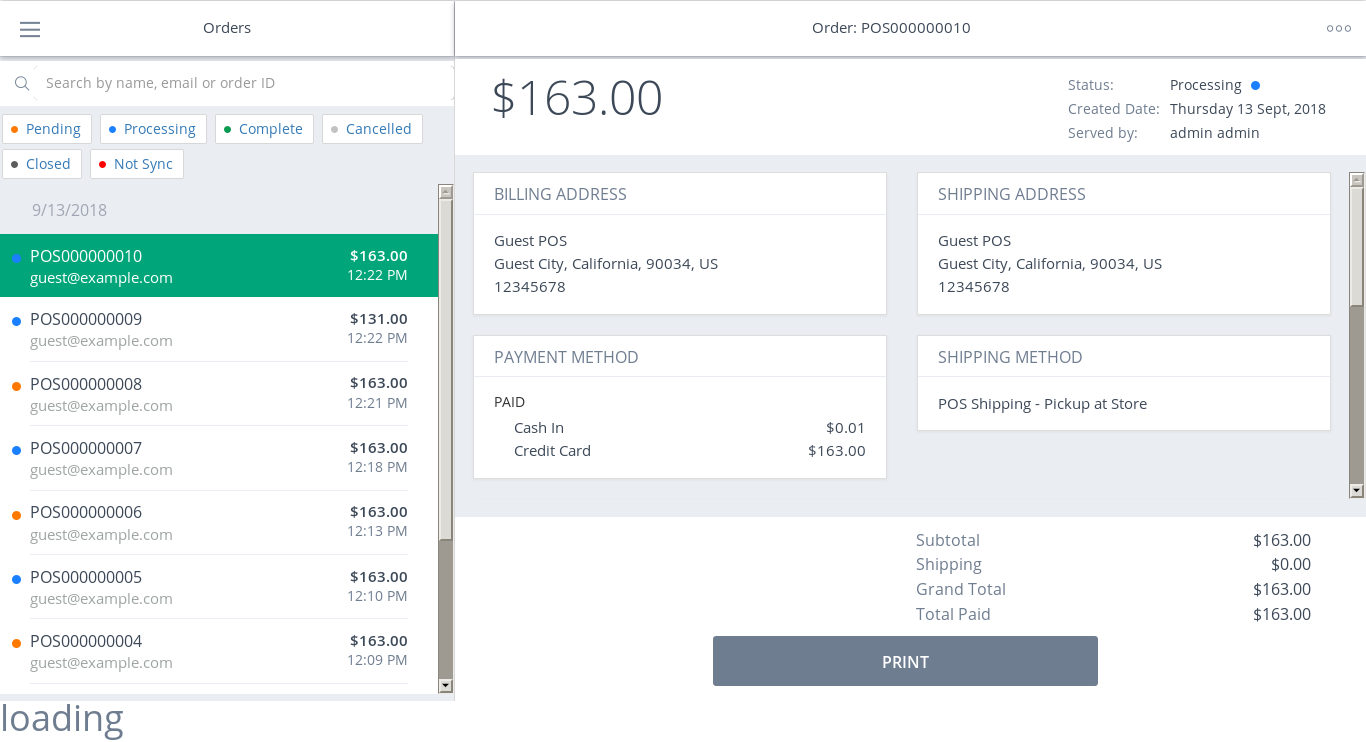 Orders
Order: POS000000010
Search by name, email or order ID
Pending Processing Complete Cancelled
Closed Not Sync
9/13/2018
POS000000010 $163.00
guest@example.com 12:22 PM
POS000000009 $131.00
guest@example.com 12:22 PM
POS000000008 $163.00
guest@example.com 12:21 PM
POS000000007 $163.00
guest@example.com 12:18 PM
POS000000006 $163.00
guest@example.com 12:13 PM
POS000000005 $163.00
guest@example.com 12:10 PM
POS000000004 $163.00
guest@example.com 12:09 PM
loading
$163.00
Status: Processing
Created Date: Thursday 13 Sept, 2018
Served by: admin admin
BILLING ADDRESS
Guest POS
Guest City, California, 90034, US
12345678
SHIPPING ADDRESS
Guest POS
Guest City, California, 90034, US
12345678
PAYMENT METHOD
PAID
Cash In $0.01
Credit Card $163.00
SHIPPING METHOD
POS Shipping - Pickup at Store
Subtotal $163.00
Shipping $0.00
Grand Total $163.00
Total Paid $163.00
PRINT